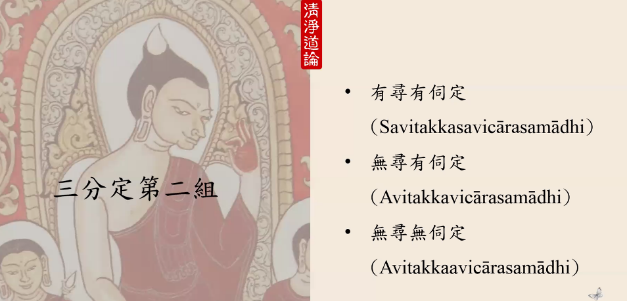 清淨道論
三分定第二組
• 有尋有伺定
（Savitakkasavicārasamādhi）
• 無尋有伺定
（Avitakkavicārasamādhi）
• 無尋無伺定
（Avitakkaavicārasamādhi）